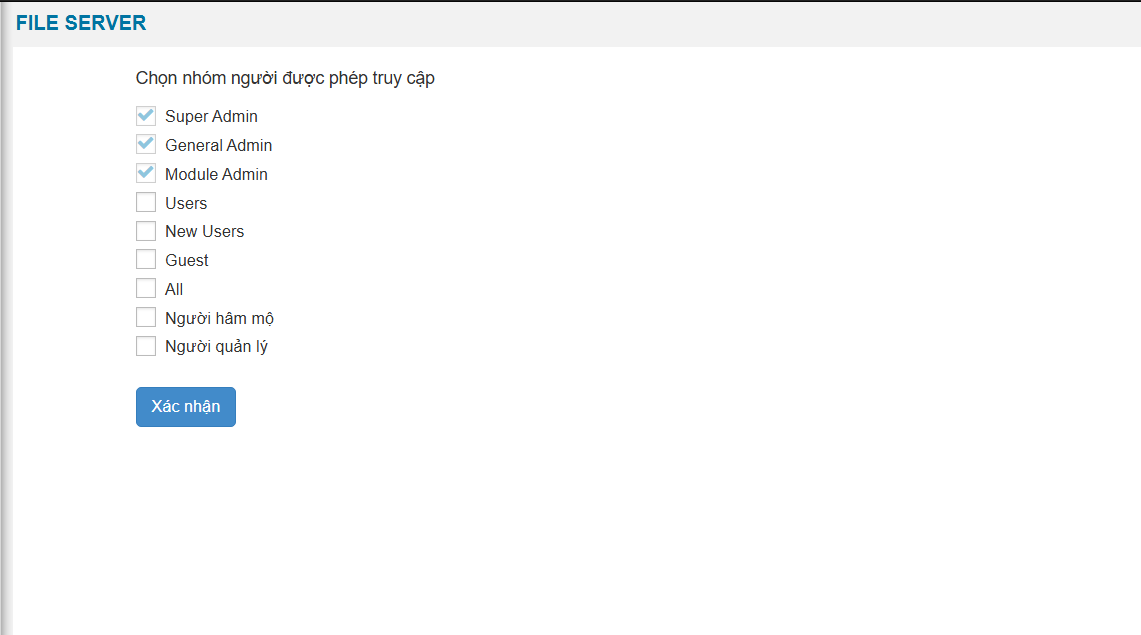 FILE SERVER
Chọn nhóm người được phép truy cập
Super Admin
General Admin
Module Admin
Users
New Users
Guest
All
Người hâm mộ
Người quản lý
Xác nhận